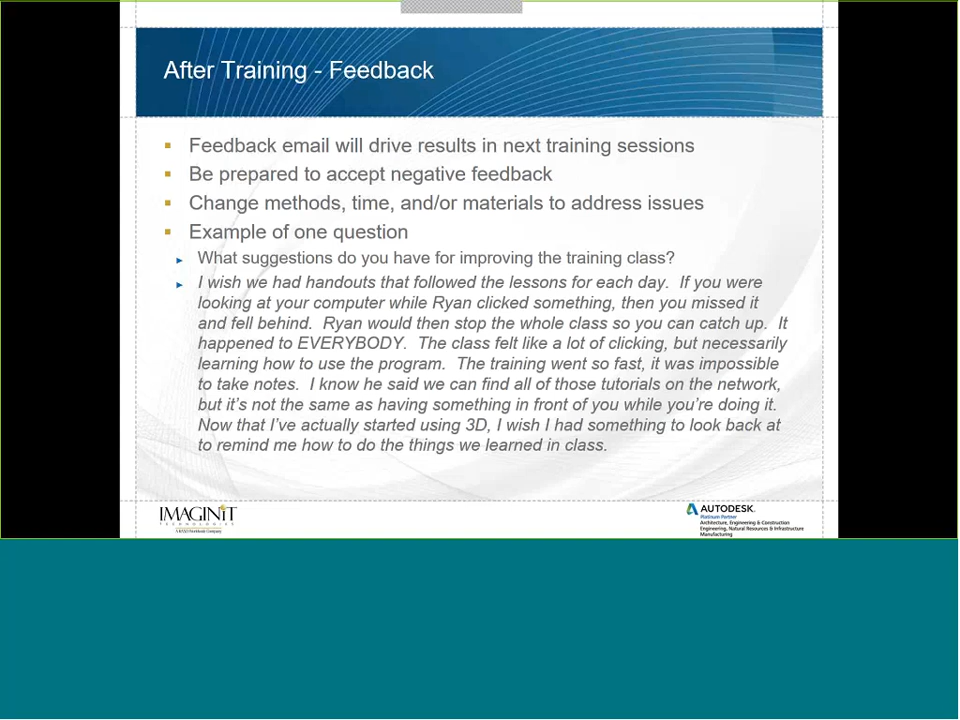 After Training - Feedback
Feedback email will drive results in next training sessions
Be prepared to accept negative feedback
Change methods, time, and/or materials to address issues
Example of one question
What suggestions do you have for improving the training class?
I wish we had handouts that followed the lessons for each day. If you were
looking at your computer while Ryan clicked something, then you missed it
and fell behind. Ryan would then stop the whole class so you can catch up. It
happened to EVERYBODY. The class felt like a lot of clicking, but necessarily
learning how to use the program. The training went so fast, it was impossible
to take notes. I know he said we can find all of those tutorials on the network,
but it's not the same as having something in front of you while you're doing it.
Now that I've actually started using 3D, I wish I had something to look back at
to remind me how to do the things we learned in class.
IMAGINiT
TECHNOLOGIES
A RAND Worldwide Company
AUTODESK.
Platinum Partner
Architecture, Engineering & Construction
Engineering, Natural Resources & Infrastructure
Manufacturing